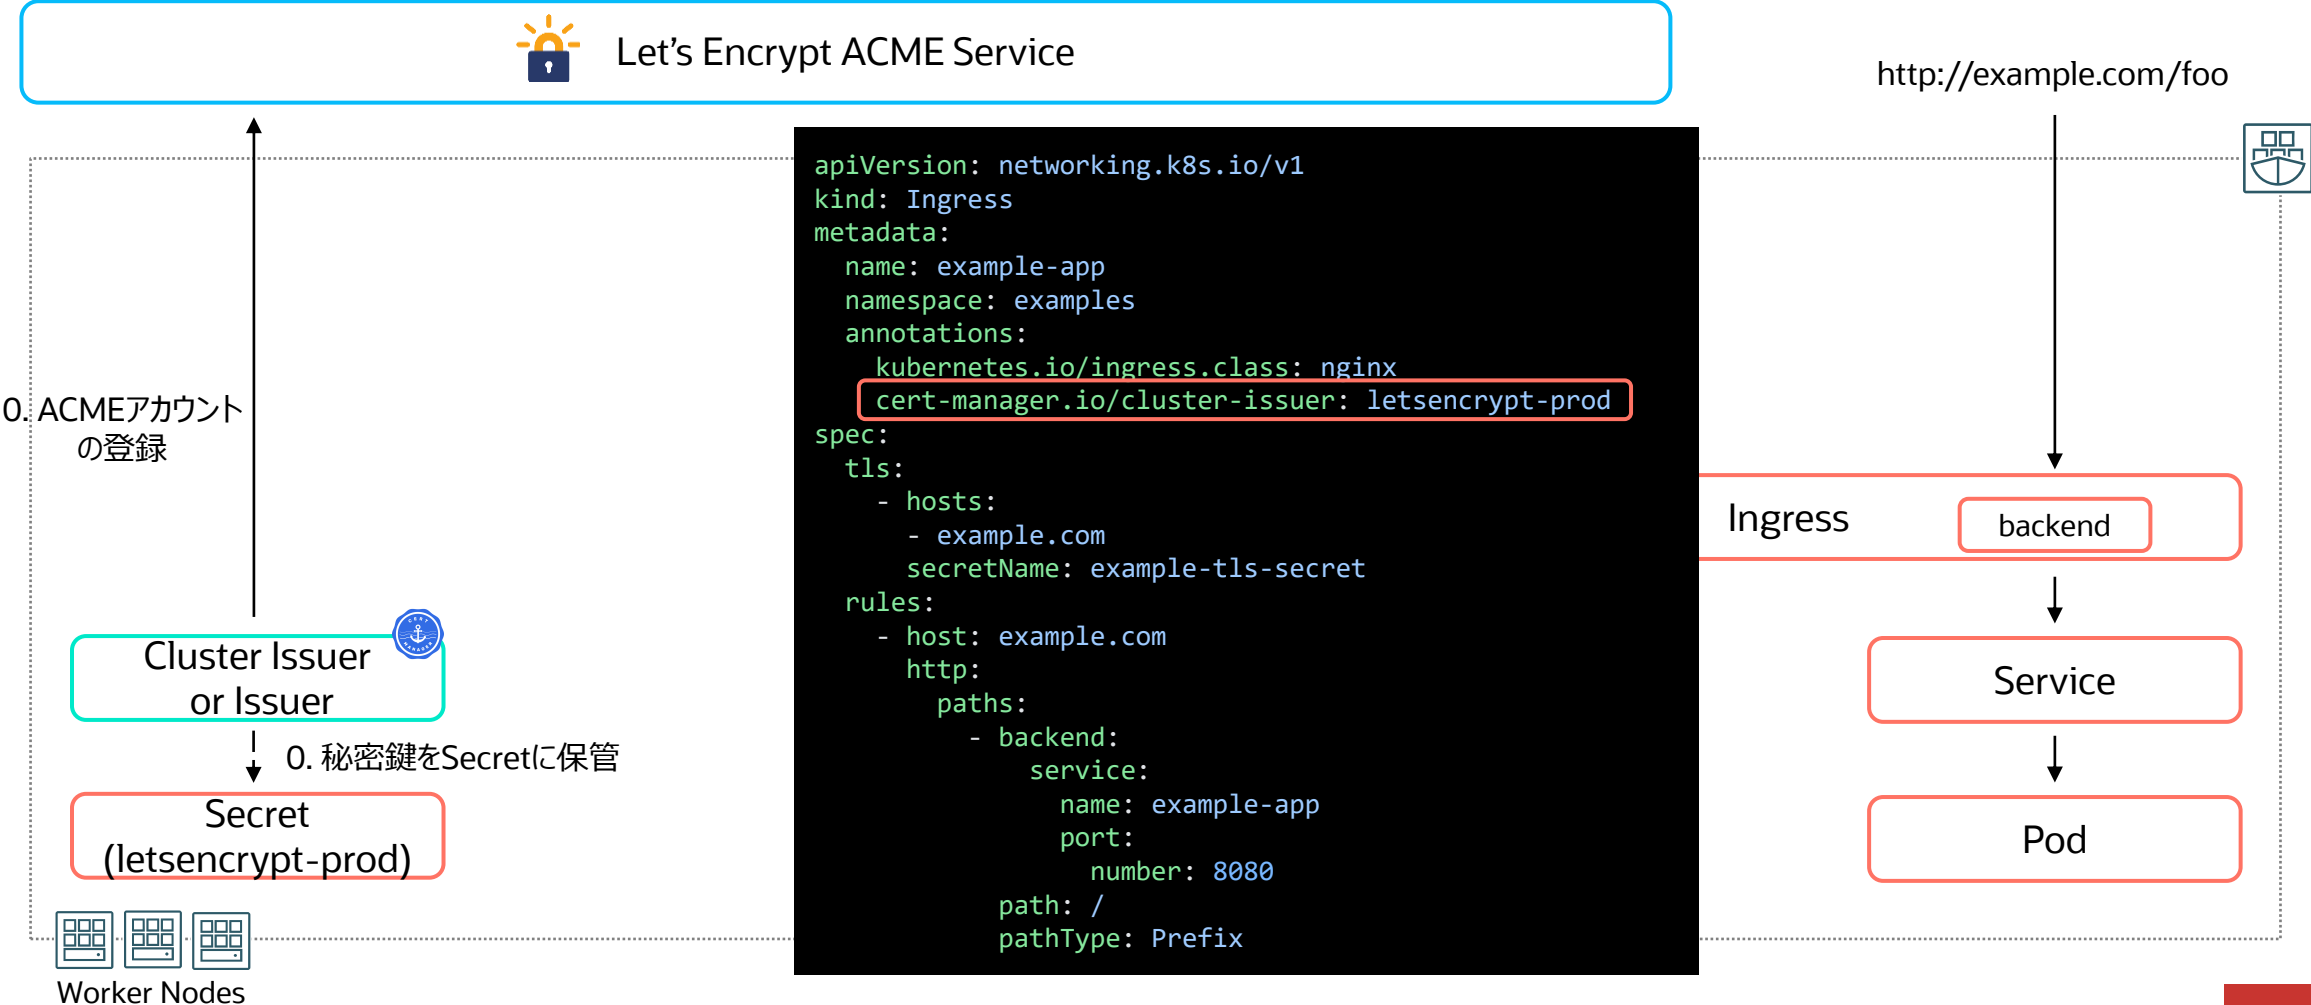 Let's Encrypt ACME Service
http://example.com/foo
apiVersion: networking.k8s.io/v1
kind: Ingress
metadata:
  name: example-app
  namespace: examples
  annotations:
    kubernetes.io/ingress.class: nginx
    cert-manager.io/cluster-issuer: letsencrypt-prod
spec:
  tls:
    - hosts:
      - example.com
      secretName: example-tls-secret
  rules:
    - host: example.com
      http:
        paths:
          - backend:
              service:
                name: example-app
                port:
                  number: 8080
            path: /
            pathType: Prefix
0. ACMEアカウント
の登録
Cluster Issuer
or Issuer
CERT
MANAGER
0. 秘密鍵をSecretに保管
Secret
(letsencrypt-prod)
Worker Nodes
Ingress
backend
Service
Pod